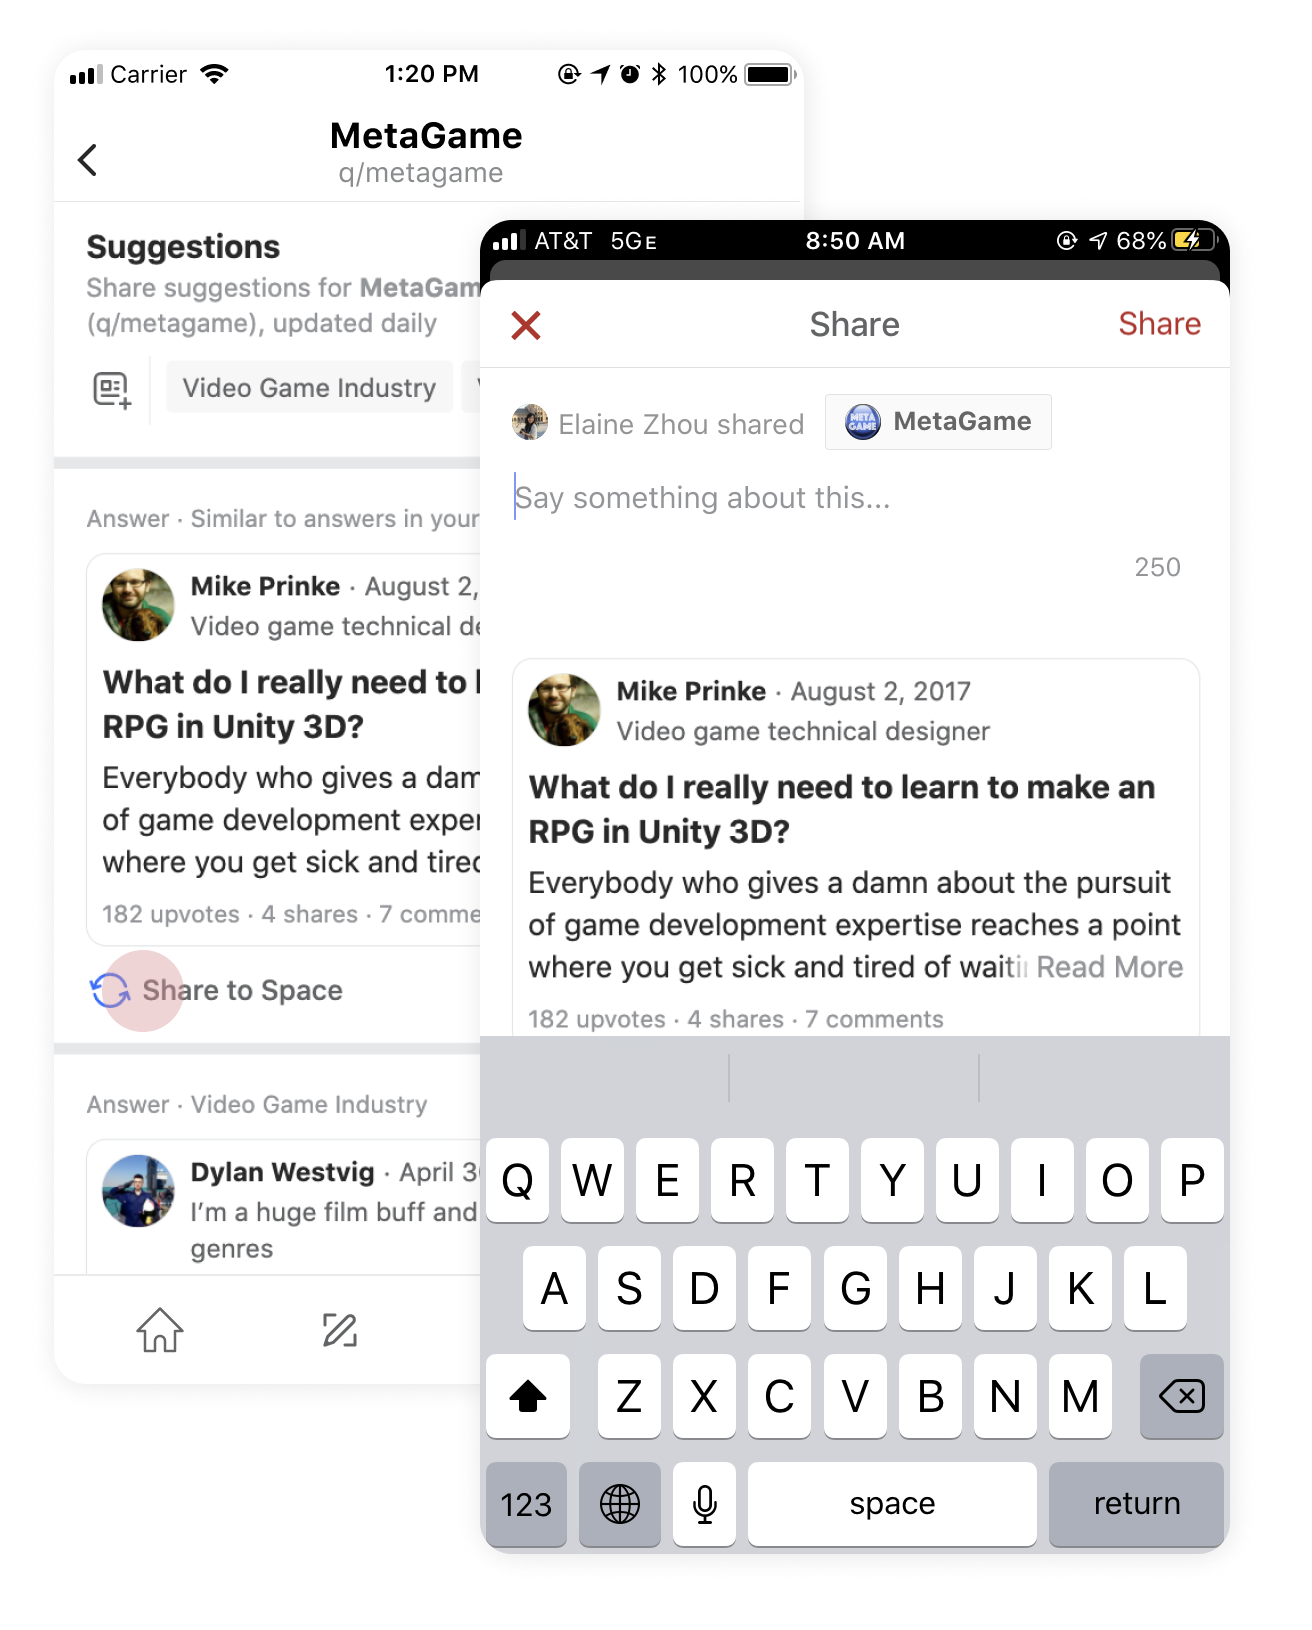 Carrier 1:20 PM 100%
MetaGame
q/metagame
Suggestions
Share suggestions for MetaGam
(q/metagame), updated daily
Video Game Industry
Answer · Similar to answers in your
Mike Prinke · August 2,
Video game technical de
What do I really need to l
RPG in Unity 3D?
Everybody who gives a dam
of game development exper
where you get sick and tired
182 upvotes · 4 shares · 7 comme
Share to Space
Answer · Video Game Industry
Dylan Westvig · April 30
I'm a huge film buff and
genres
AT&T 5GE 8:50 AM 68%
Share Share
Elaine Zhou shared META GAME MetaGame
Say something about this...
250
Mike Prinke · August 2, 2017
Video game technical designer
What do I really need to learn to make an
RPG in Unity 3D?
Everybody who gives a damn about the pursuit
of game development expertise reaches a point
where you get sick and tired of waitin Read More
182 upvotes · 4 shares · 7 comments
Q W E R T Y U I O P
A S D F G H J K L
Z X C V B N M
123 space return